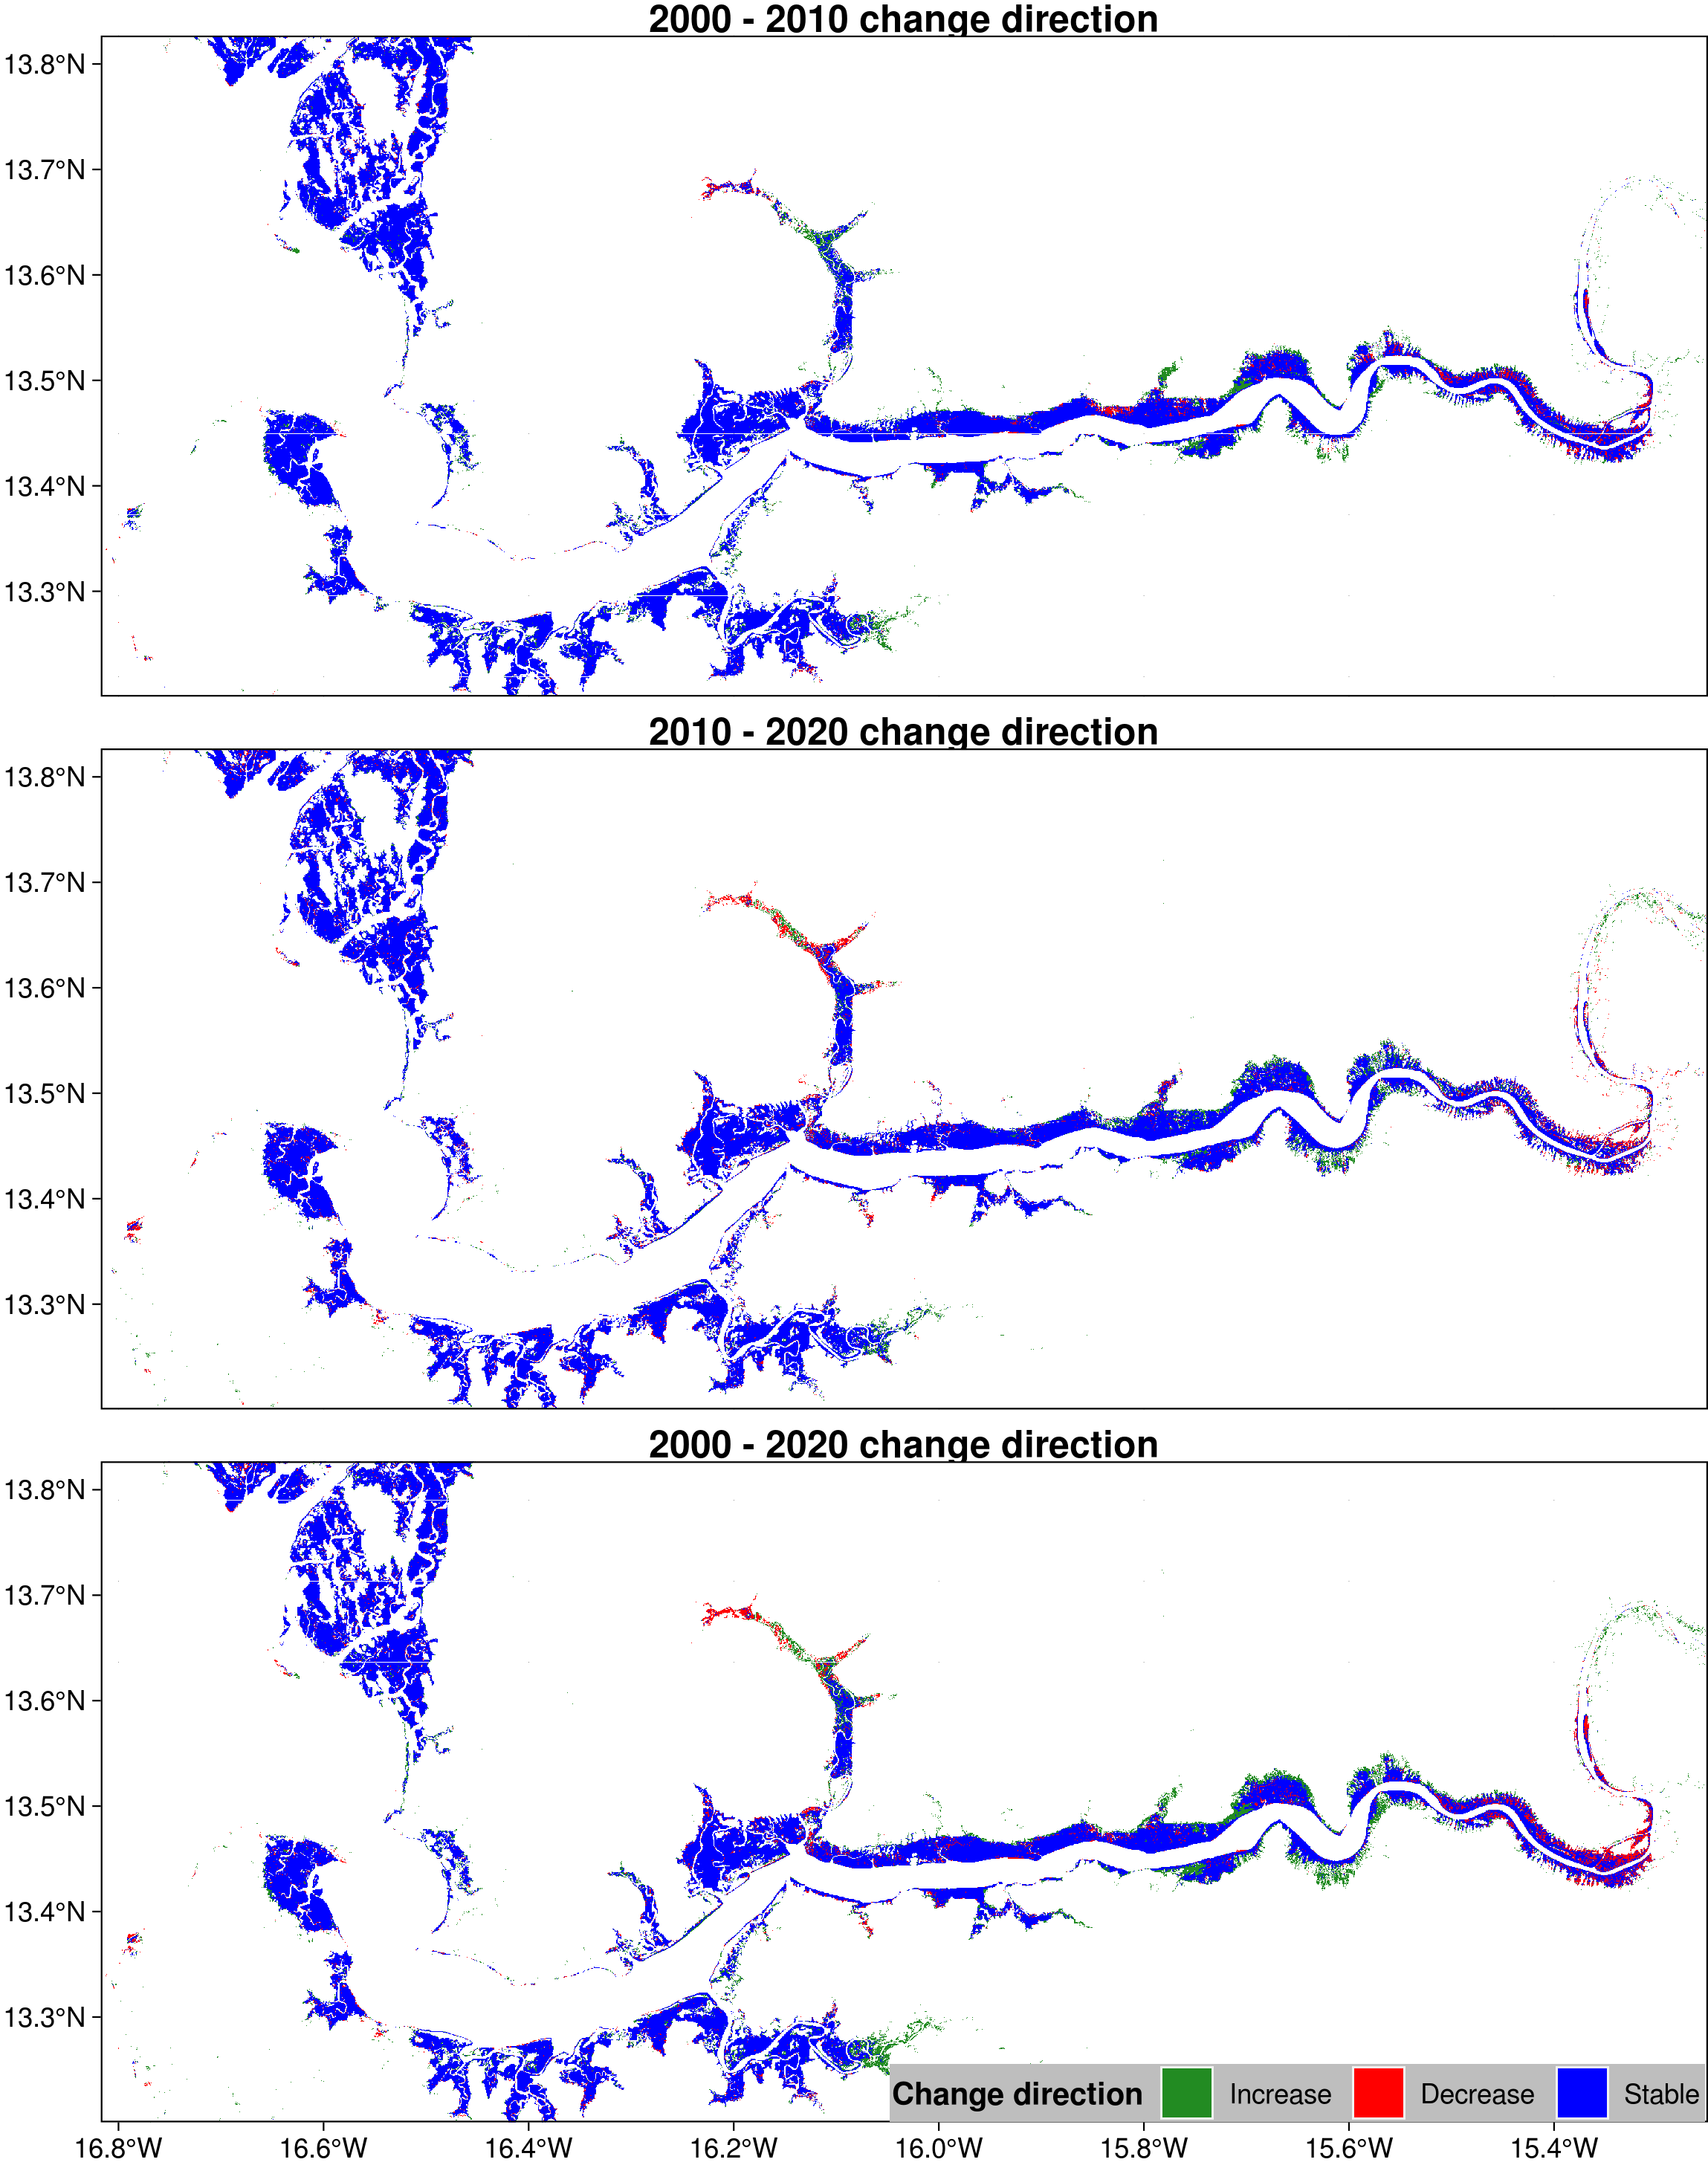 2000 - 2010 change direction
13.8°N
13.7°N
13.6°N
13.5°N
13.4°N
13.3°N
2010 - 2020 change direction
13.8°N
13.7°N
13.6°N
13.5°N
13.4°N
13.3°N
2000 - 2020 change direction
13.8°N
13.7°N
13.6°N
13.5°N
13.4°N
13.3°N
Change direction Increase Decrease Stable
16.8°W 16.6°W 16.4°W 16.2°W 16.0°W 15.8°W 15.6°W 15.4°W